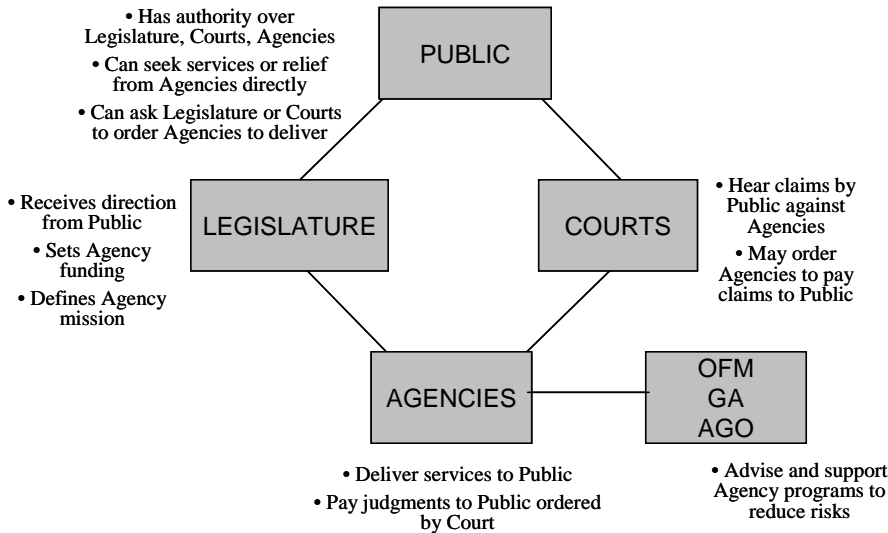 • Has authority over
Legislature, Courts, Agencies
• Can seek services or relief
from Agencies directly
• Can ask Legislature or Courts
to order Agencies to deliver
PUBLIC
• Receives direction
from Public
• Sets Agency
funding
• Defines Agency
mission
LEGISLATURE
COURTS
• Hear claims by
Public against
Agencies
• May order
Agencies to pay
claims to Public
AGENCIES
OFM
GA
AGO
• Deliver services to Public
• Pay judgments to Public ordered
by Court
• Advise and support
Agency programs to
reduce risks